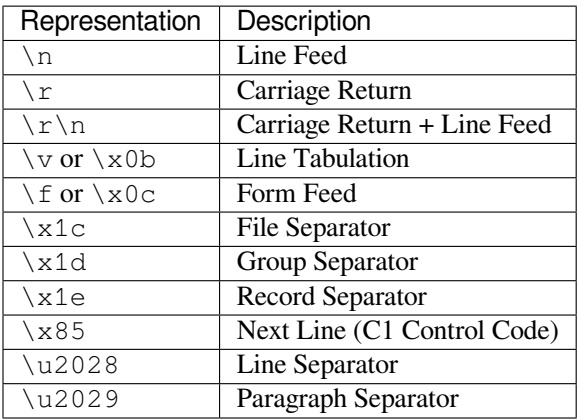 Representation Description
\n Line Feed
\r Carriage Return
\r\n Carriage Return + Line Feed
\v or \x0b Line Tabulation
\f or \x0c Form Feed
\x1c File Separator
\x1d Group Separator
\x1e Record Separator
\x85 Next Line (C1 Control Code)
\u2028 Line Separator
\u2029 Paragraph Separator